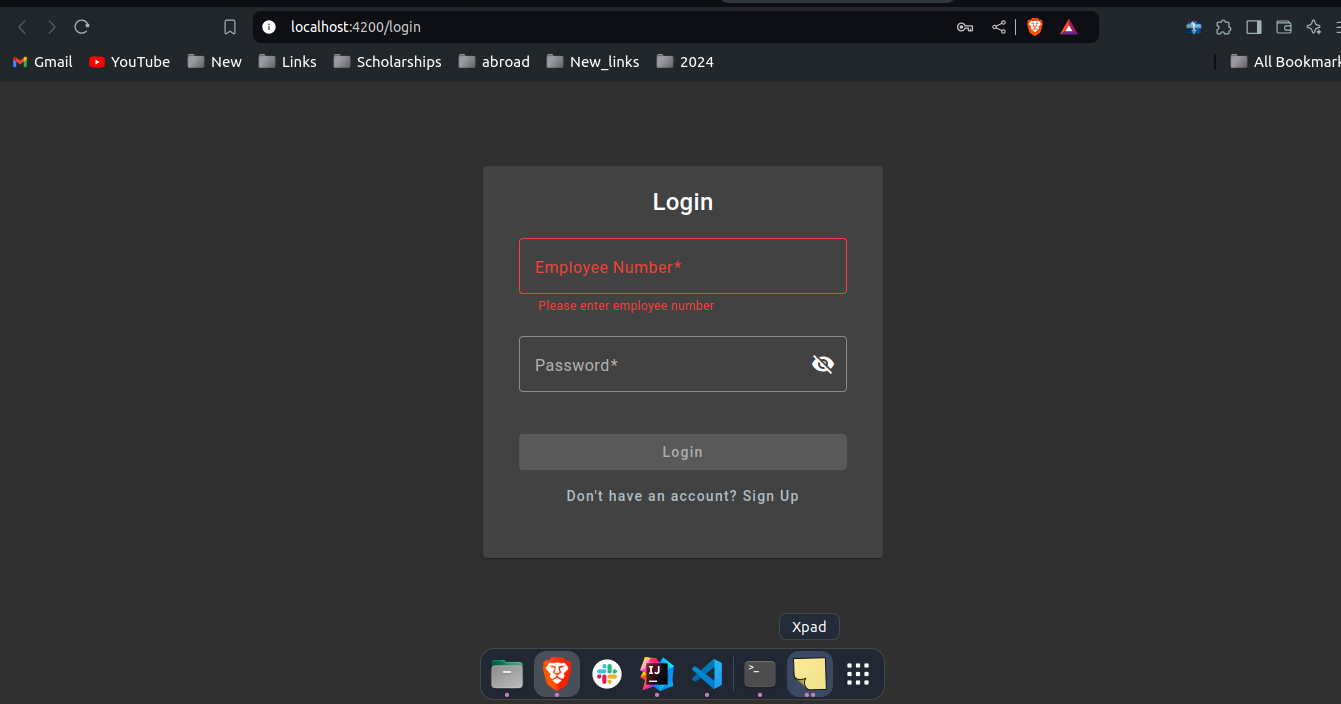 localhost:4200/login
Gmail YouTube New Links Scholarships abroad New_links 2024 All Bookmark
Login
Employee Number*
Please enter employee number
Password*
Login
Don't have an account? Sign Up
Xpad
IJ
>_